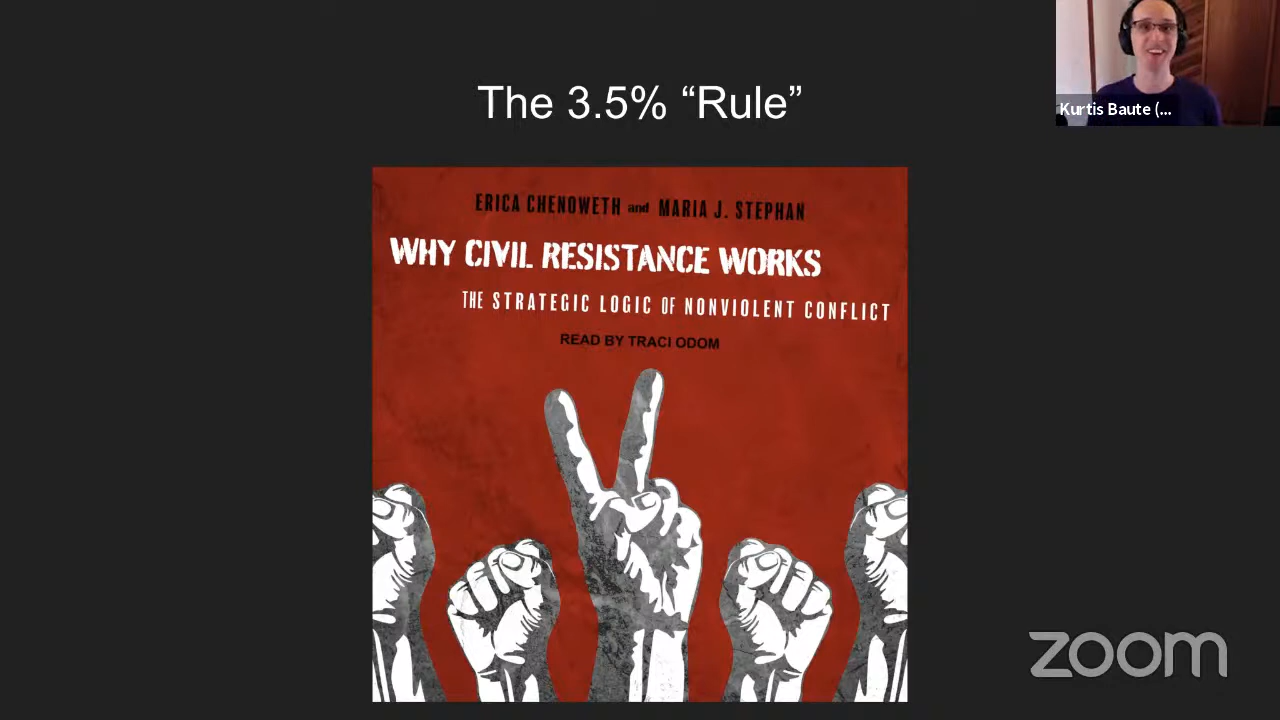 The 3.5% “Rule”
Kurtis Baute (...
ERICA CHENOWETH and MARIA J. STEPHAN
WHY CIVIL RESISTANCE WORKS
THE STRATEGIC LOGIC OF NONVIOLENT CONFLICT
READ BY TRACI ODOM
zoom